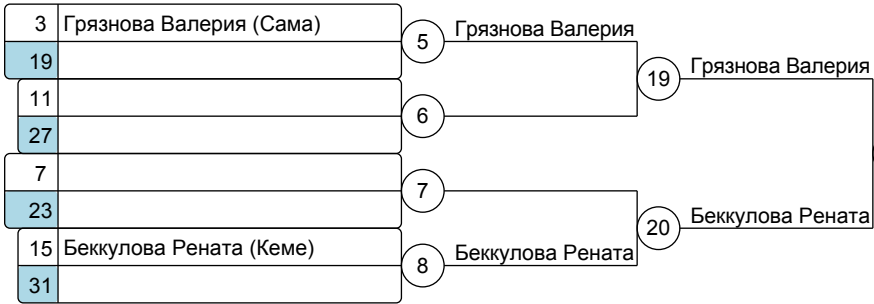 3 Грязнова Валерия (Сама)
19
5 Грязнова Валерия
11
27
6
19 Грязнова Валерия
7
23
7
15 Беккулова Рената (Кеме)
31
8 Беккулова Рената
20 Беккулова Рената